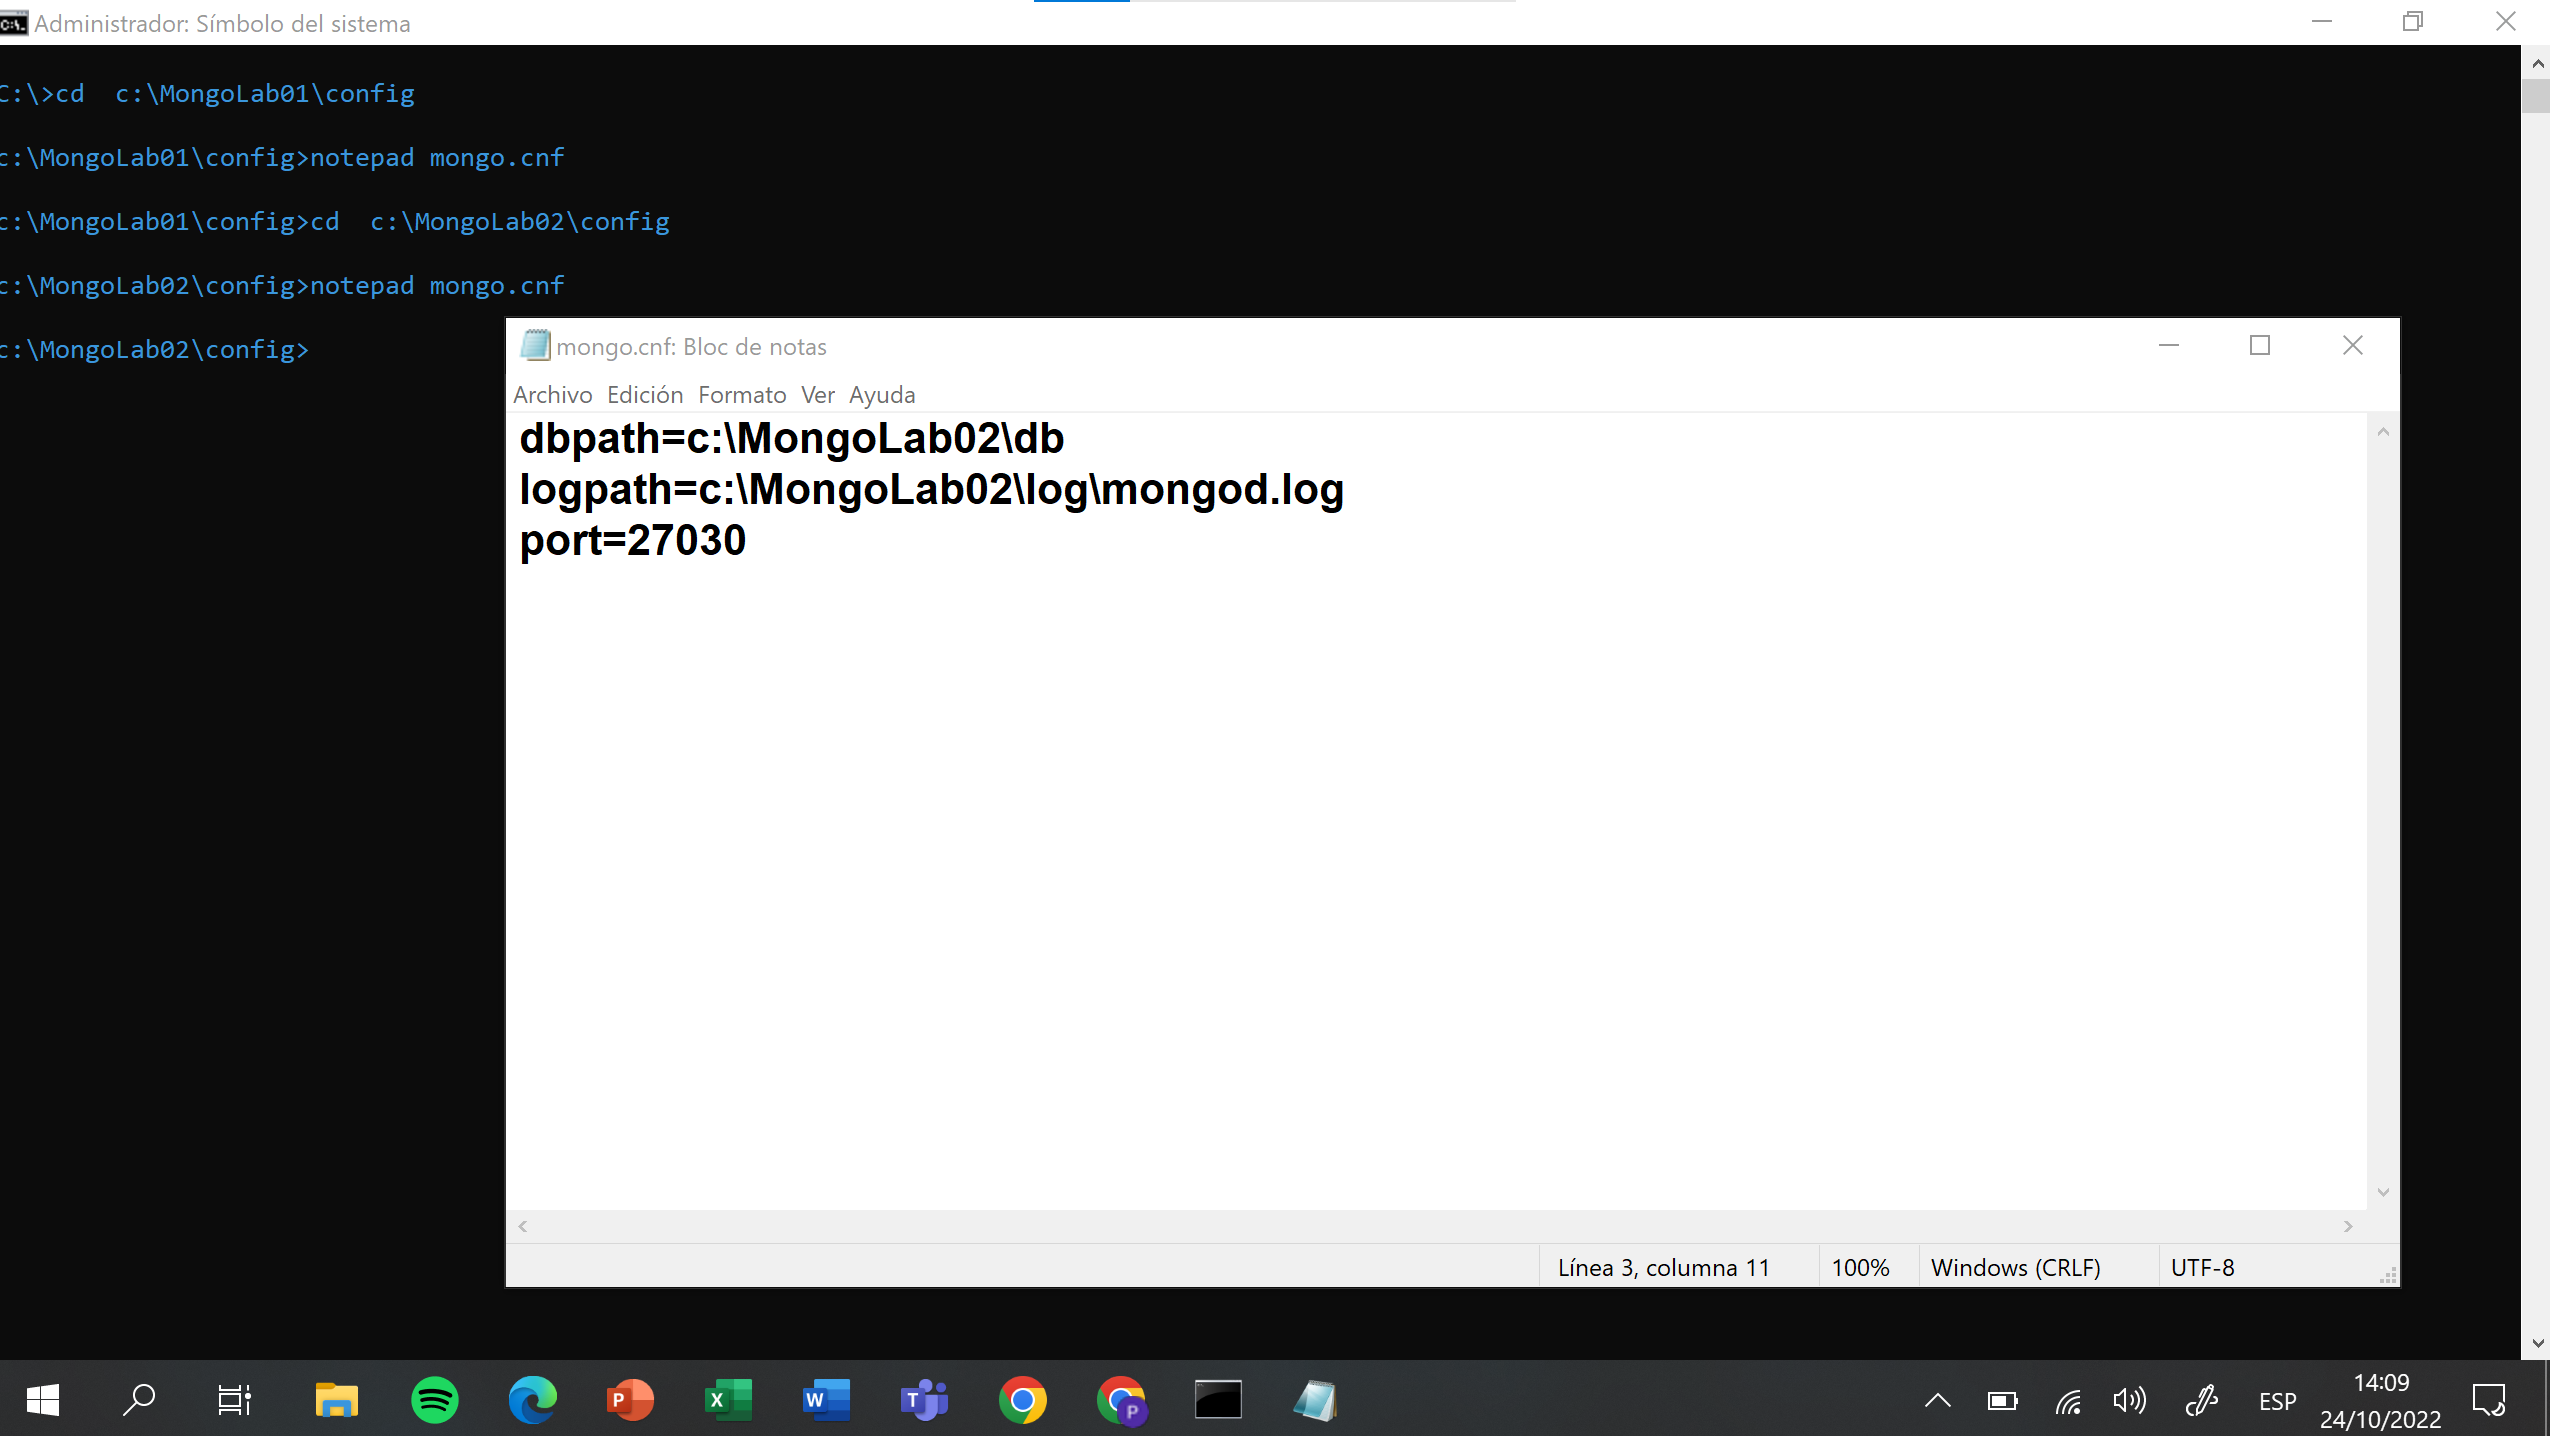 Administrador: Símbolo del sistema
C:\>cd  c:\MongoLab01\config
c:\MongoLab01\config>notepad mongo.cnf
c:\MongoLab01\config>cd  c:\MongoLab02\config
c:\MongoLab02\config>notepad mongo.cnf
c:\MongoLab02\config>
mongo.cnf: Bloc de notas
Archivo Edición Formato Ver Ayuda
dbpath=c:\MongoLab02\db
logpath=c:\MongoLab02\log\mongod.log
port=27030
Línea 3, columna 11 100% Windows (CRLF) UTF-8
ESP
14:09
24/10/2022